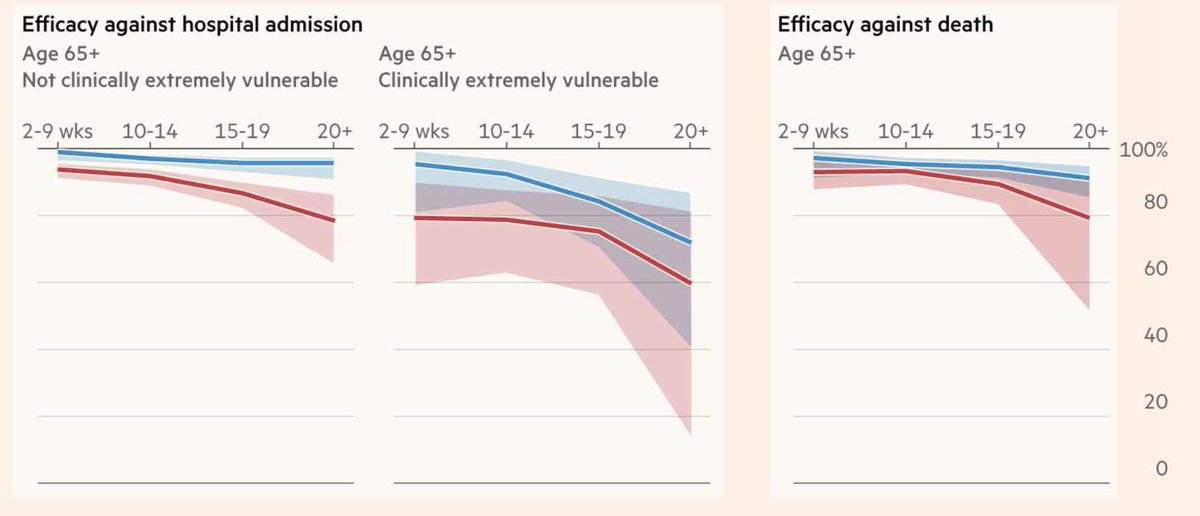 Efficacy against hospital admission
Age 65+
Not clinically extremely vulnerable
2-9 wks 10-14 15-19 20+
Age 65+
Clinically extremely vulnerable
2-9 wks 10-14 15-19 20+
Efficacy against death
Age 65+
2-9 wks 10-14 15-19 20+
100%
80
60
40
20
0